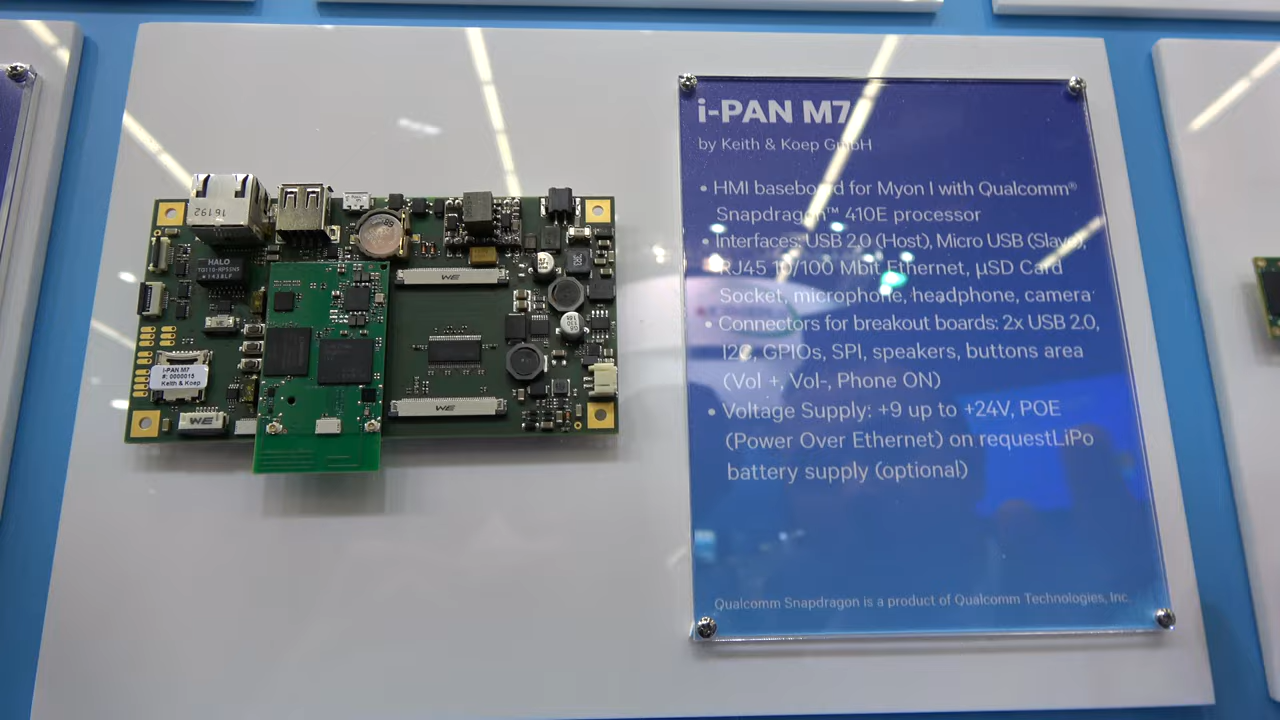 i-PAN M7
by Keith & Koep GmbH
• HMI baseboard for Myon I with Qualcomm®
Snapdragon™ 410E processor
• Interfaces: USB 2.0 (Host), Micro USB (Slave),
RJ45 10/100 Mbit Ethernet, µSD Card
Socket, microphone, headphone, camera
• Connectors for breakout boards: 2x USB 2.0,
I2C, GPIOs, SPI, speakers, buttons area
(Vol +, Vol-, Phone ON)
• Voltage Supply: +9 up to +24V, POE
(Power Over Ethernet) on requestLiPo
battery supply (optional)
Qualcomm Snapdragon is a product of Qualcomm Technologies, Inc.
16192
HALO
WE
WE
WE
I-PAN M7
#: 0000015
Keith & Koep